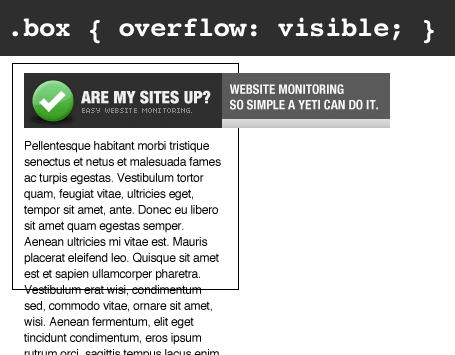 .box { overflow: visible; }
ARE MY SITES UP?
EASY WEBSITE MONITORING.
WEBSITE MONITORING
SO SIMPLE A YETI CAN DO IT.
Pellentesque habitant morbi tristique
senectus et netus et malesuada fames
ac turpis egestas. Vestibulum tortor
quam, feugiat vitae, ultricies eget,
tempor sit amet, ante. Donec eu libero
sit amet quam egestas semper.
Aenean ultricies mi vitae est. Mauris
placerat eleifend leo. Quisque sit amet
est et sapien ullamcorper pharetra.
Vestibulum erat wisi, condimentum
sed, commodo vitae, ornare sit amet,
wisi. Aenean fermentum, elit eget
tincidunt condimentum, eros ipsum
rutrum orci, sagittis tempus lacus enim